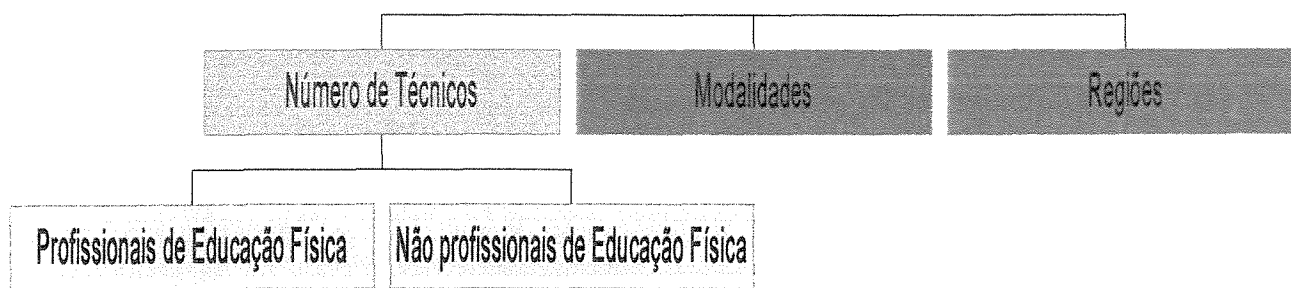 Número de Técnicos
Modalidades
Regiões
Profissionais de Educação Física
Não profissionais de Educação Física